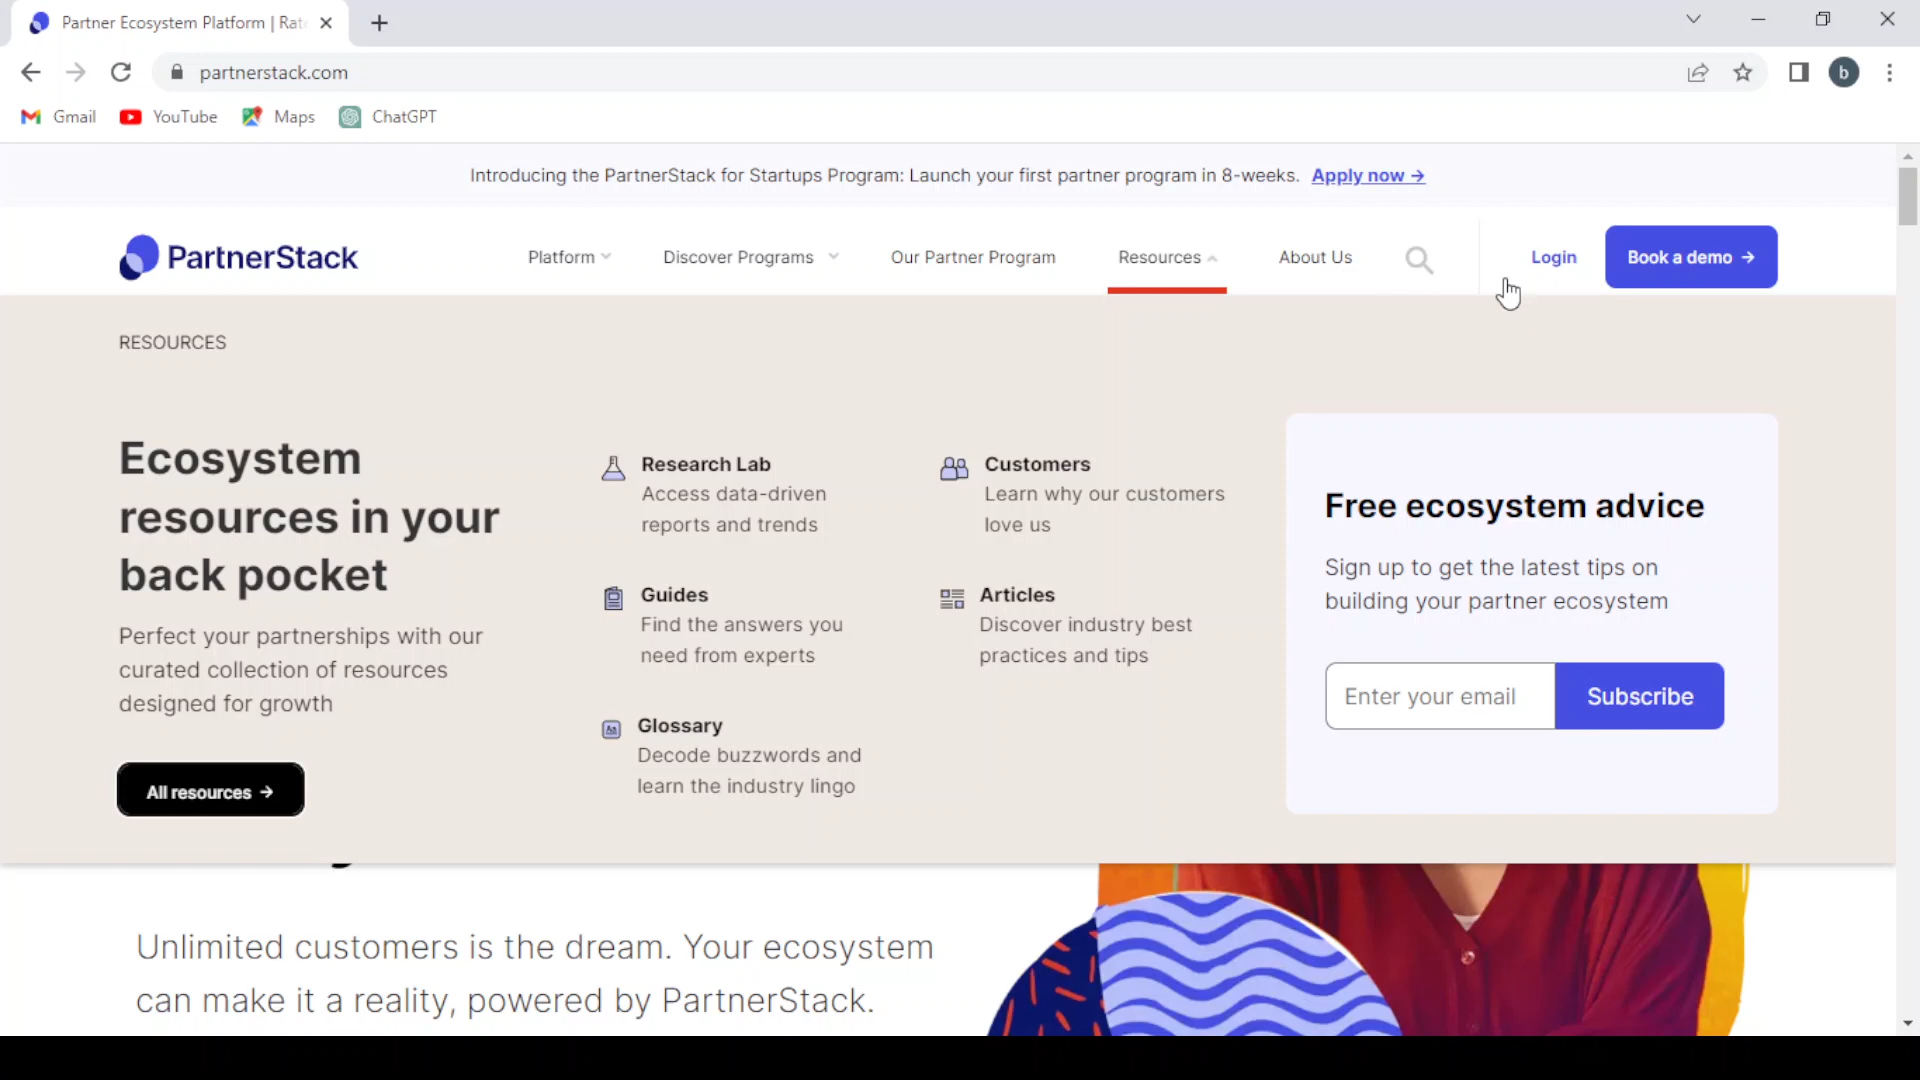 Partner Ecosystem Platform | Rate
partnerstack.com
b
Gmail
YouTube
Maps
ChatGPT
Introducing the PartnerStack for Startups Program: Launch your first partner program in 8-weeks. Apply now →
PartnerStack
Platform
Discover Programs
Our Partner Program
Resources
About Us
Login
Book a demo →
RESOURCES
Ecosystem
resources in your
back pocket
Perfect your partnerships with our
curated collection of resources
designed for growth
All resources →
Research Lab
Access data-driven
reports and trends
Guides
Find the answers you
need from experts
Glossary
Decode buzzwords and
learn the industry lingo
Customers
Learn why our customers
love us
Articles
Discover industry best
practices and tips
Free ecosystem advice
Sign up to get the latest tips on
building your partner ecosystem
Enter your email
Subscribe
Unlimited customers is the dream. Your ecosystem
can make it a reality, powered by PartnerStack.